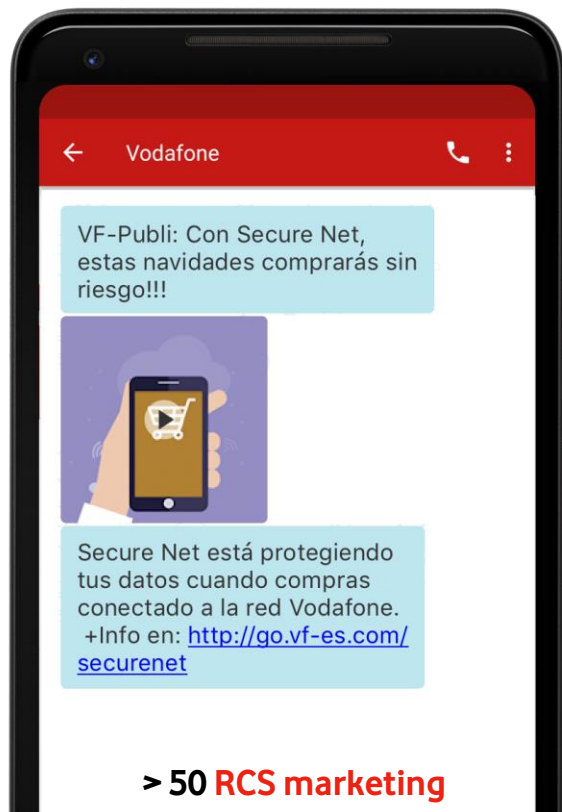 Vodafone
VF-Publi: Con Secure Net,
estas navidades comprarás sin
riesgo!!!
Secure Net está protegiendo
tus datos cuando compras
conectado a la red Vodafone.
+Info en: http://go.vf-es.com/
securenet
> 50 RCS marketing